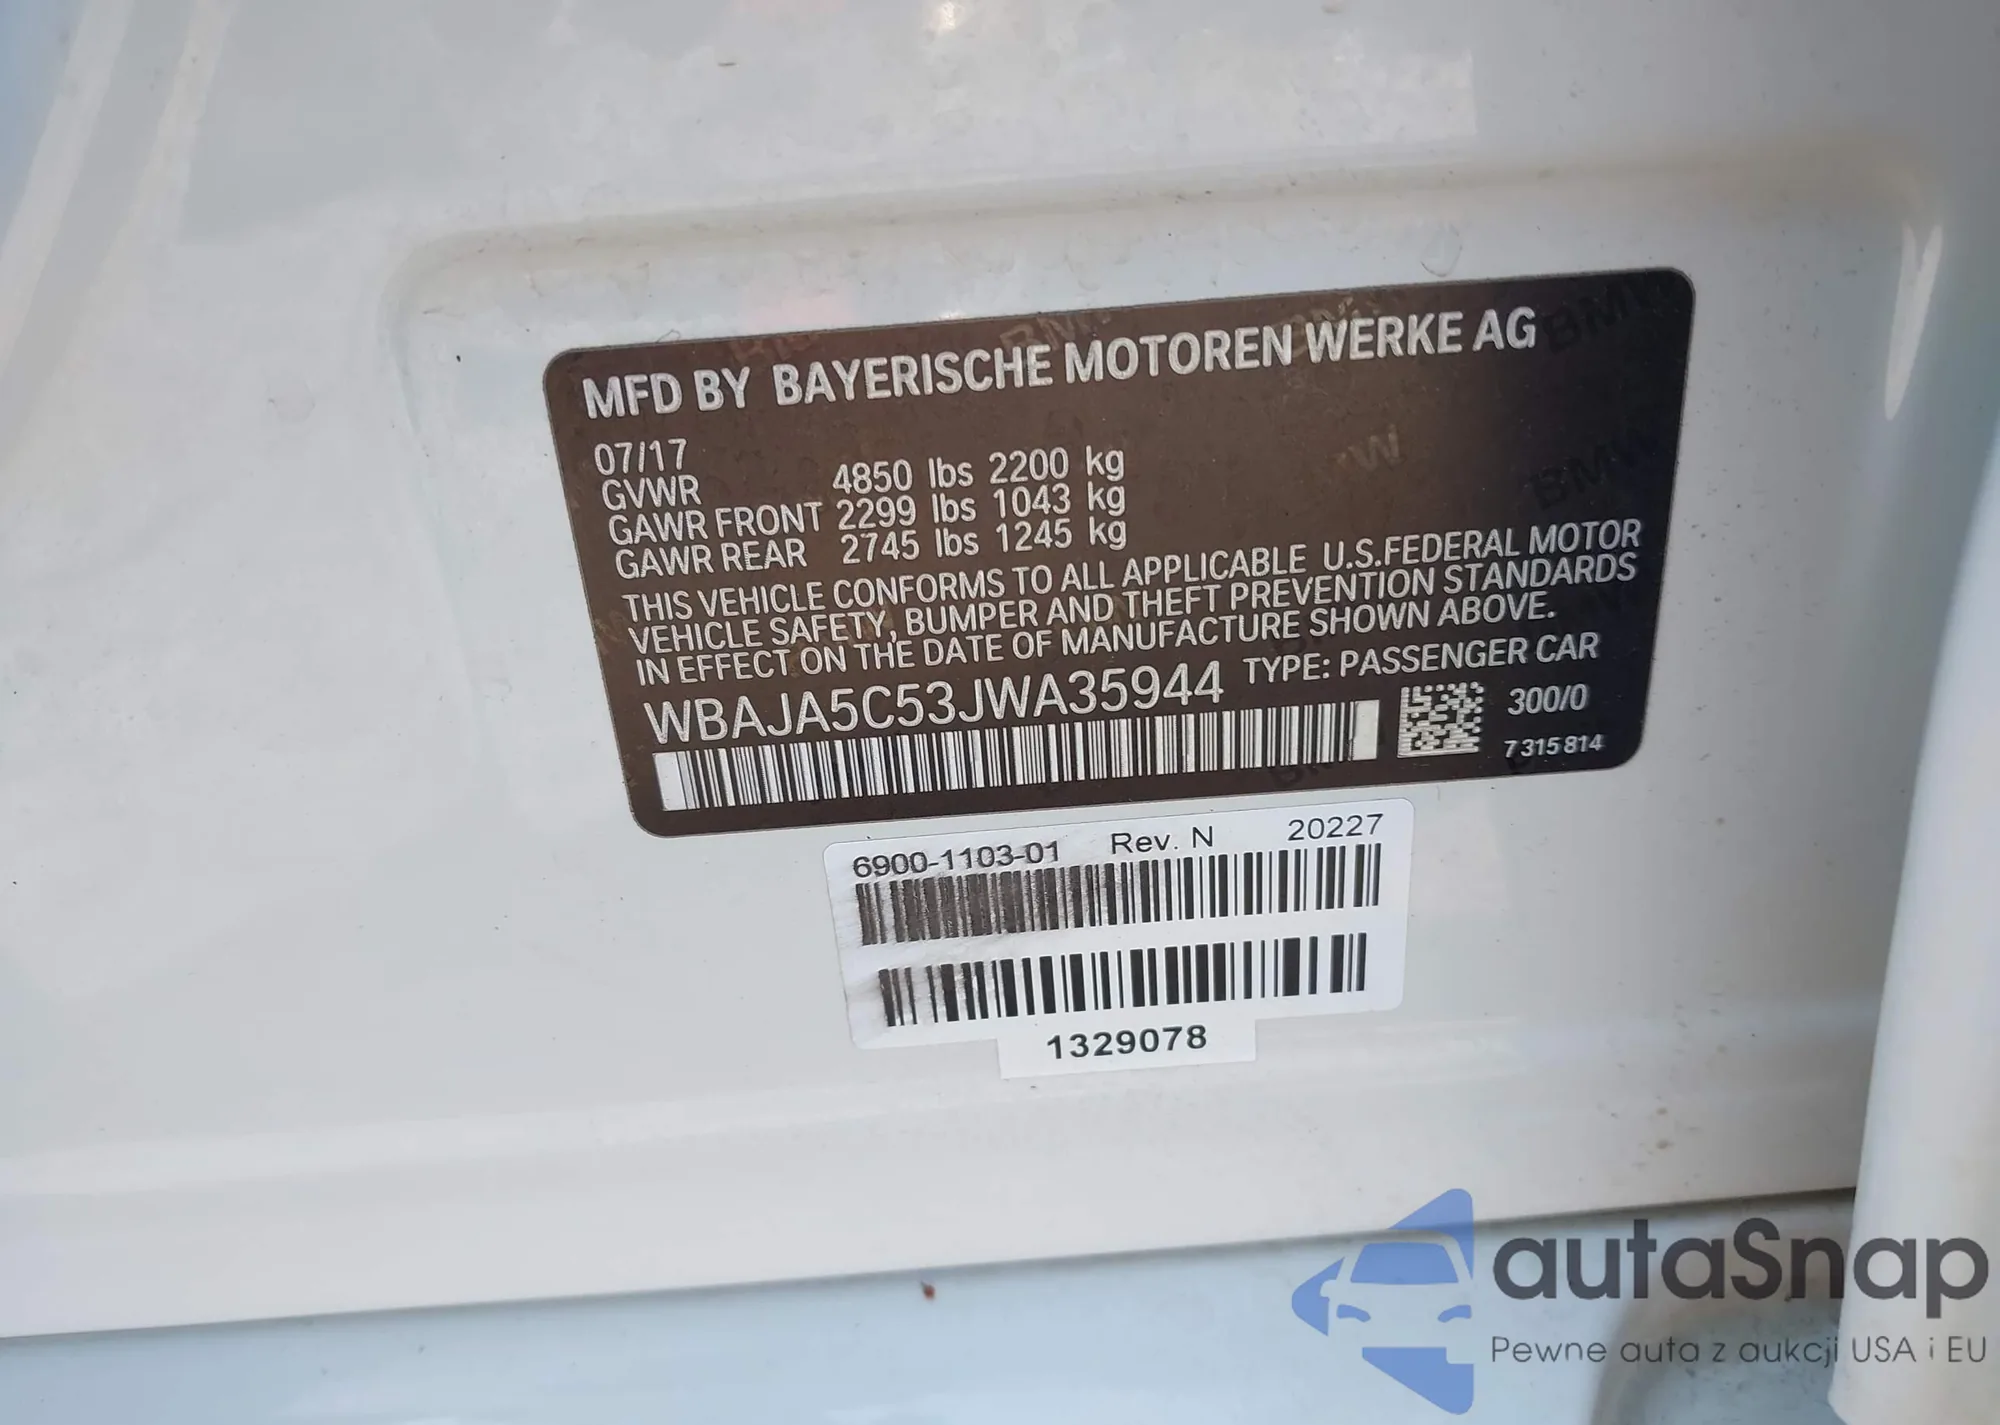 MFD BY BAYERISCHE MOTOREN WERKE AG
07/17
GVWR 4850 lbs 2200 kg
GAWR FRONT 2299 lbs 1043 kg
GAWR REAR 2745 lbs 1245 kg
THIS VEHICLE CONFORMS TO ALL APPLICABLE U.S.FEDERAL MOTOR
VEHICLE SAFETY, BUMPER AND THEFT PREVENTION STANDARDS
IN EFFECT ON THE DATE OF MANUFACTURE SHOWN ABOVE.
WBAJA5C53JWA35944 TYPE: PASSENGER CAR
300/0
7 315 814
6900-1103-01 Rev. N 20227
1329078
autaSnap
Pewne auta z aukcji USA i EU